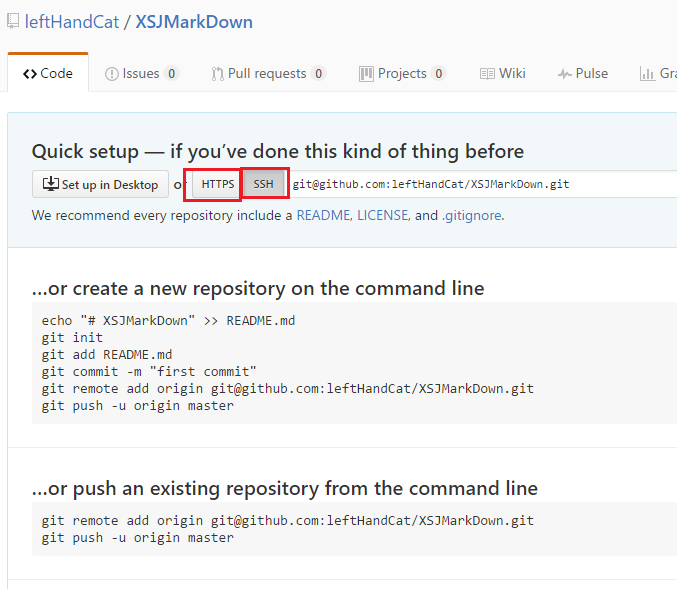 leftHandCat / XSJMarkDown
Code Issues 0 Pull requests 0 Projects 0 Wiki Pulse Gra
Quick setup — if you've done this kind of thing before
Set up in Desktop or HTTPS SSH git@github.com:leftHandCat/XSJMarkDown.git
We recommend every repository include a README, LICENSE, and .gitignore.
…or create a new repository on the command line
echo "# XSJMarkDown" >> README.md
git init
git add README.md
git commit -m "first commit"
git remote add origin git@github.com:leftHandCat/XSJMarkDown.git
git push -u origin master
…or push an existing repository from the command line
git remote add origin git@github.com:leftHandCat/XSJMarkDown.git
git push -u origin master